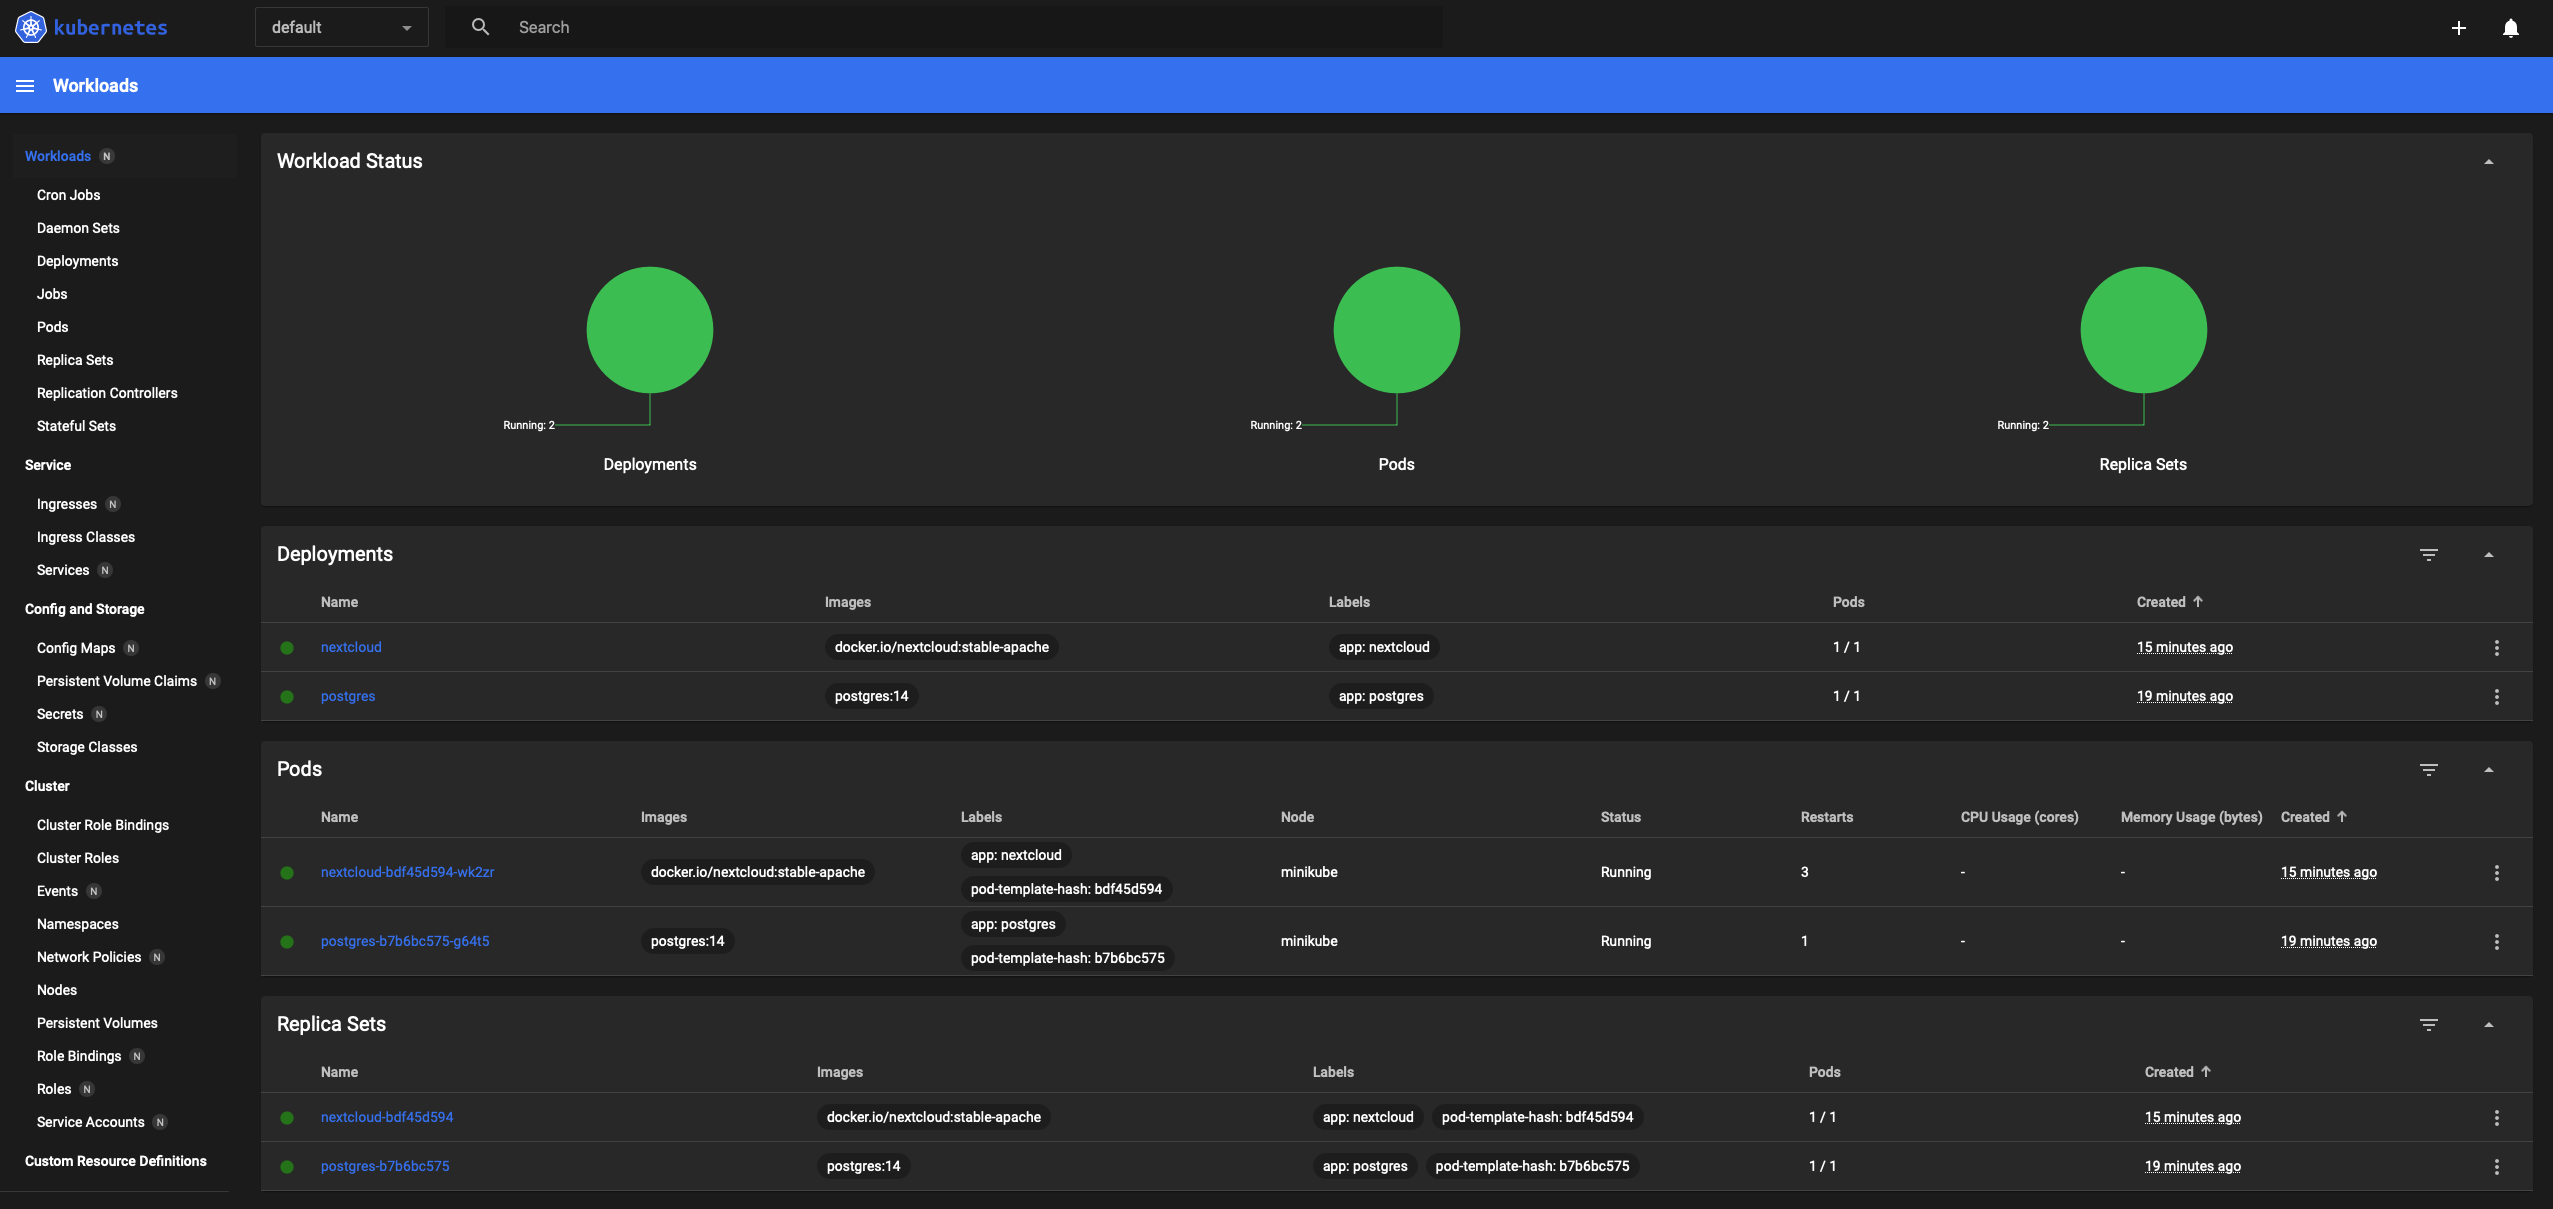 kubernetes
default
Search
Workloads
Workloads N
Cron Jobs
Daemon Sets
Deployments
Jobs
Pods
Replica Sets
Replication Controllers
Stateful Sets
Service
Ingresses N
Ingress Classes
Services N
Config and Storage
Config Maps N
Persistent Volume Claims N
Secrets N
Storage Classes
Cluster
Cluster Role Bindings
Cluster Roles
Events N
Namespaces
Network Policies N
Nodes
Persistent Volumes
Role Bindings N
Roles N
Service Accounts N
Custom Resource Definitions
Workload Status
Running: 2
Deployments
Running: 2
Pods
Running: 2
Replica Sets
Deployments
Name Images Labels Pods Created
nextcloud docker.io/nextcloud:stable-apache app: nextcloud 1 / 1 15 minutes ago
postgres postgres:14 app: postgres 1 / 1 19 minutes ago
Pods
Name Images Labels Node Status Restarts CPU Usage (cores) Memory Usage (bytes) Created
app: nextcloud
nextcloud-bdf45d594-wk2zr docker.io/nextcloud:stable-apache minikube Running 3 - - 15 minutes ago
pod-template-hash: bdf45d594
app: postgres
postgres-b7b6bc575-g64t5 postgres:14 minikube Running 1 - - 19 minutes ago
pod-template-hash: b7b6bc575
Replica Sets
Name Images Labels Pods Created
nextcloud-bdf45d594 docker.io/nextcloud:stable-apache app: nextcloud pod-template-hash: bdf45d594 1 / 1 15 minutes ago
postgres-b7b6bc575 postgres:14 app: postgres pod-template-hash: b7b6bc575 1 / 1 19 minutes ago